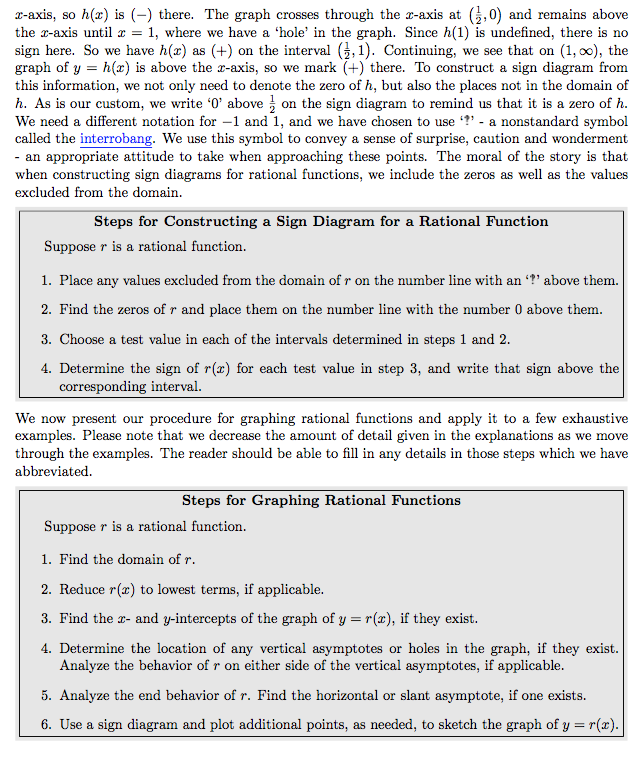 x-axis, so h(x) is (−) there. The graph crosses through the x-axis at (½, 0) and remains above
the x-axis until x = 1, where we have a ‘hole’ in the graph. Since h(1) is undefined, there is no
sign here. So we have h(x) as (+) on the interval (½, 1). Continuing, we see that on (1, ∞), the
graph of y = h(x) is above the x-axis, so we mark (+) there. To construct a sign diagram from
this information, we not only need to denote the zero of h, but also the places not in the domain of
h. As is our custom, we write ‘0’ above ½ on the sign diagram to remind us that it is a zero of h.
We need a different notation for −1 and 1, and we have chosen to use ‘‽’ - a nonstandard symbol
called the interrobang. We use this symbol to convey a sense of surprise, caution and wonderment
- an appropriate attitude to take when approaching these points. The moral of the story is that
when constructing sign diagrams for rational functions, we include the zeros as well as the values
excluded from the domain.
Steps for Constructing a Sign Diagram for a Rational Function
Suppose r is a rational function.
1. Place any values excluded from the domain of r on the number line with an ‘‽’ above them.
2. Find the zeros of r and place them on the number line with the number 0 above them.
3. Choose a test value in each of the intervals determined in steps 1 and 2.
4. Determine the sign of r(x) for each test value in step 3, and write that sign above the
corresponding interval.
We now present our procedure for graphing rational functions and apply it to a few exhaustive
examples. Please note that we decrease the amount of detail given in the explanations as we move
through the examples. The reader should be able to fill in any details in those steps which we have
abbreviated.
Steps for Graphing Rational Functions
Suppose r is a rational function.
1. Find the domain of r.
2. Reduce r(x) to lowest terms, if applicable.
3. Find the x- and y-intercepts of the graph of y = r(x), if they exist.
4. Determine the location of any vertical asymptotes or holes in the graph, if they exist.
Analyze the behavior of r on either side of the vertical asymptotes, if applicable.
5. Analyze the end behavior of r. Find the horizontal or slant asymptote, if one exists.
6. Use a sign diagram and plot additional points, as needed, to sketch the graph of y = r(x).